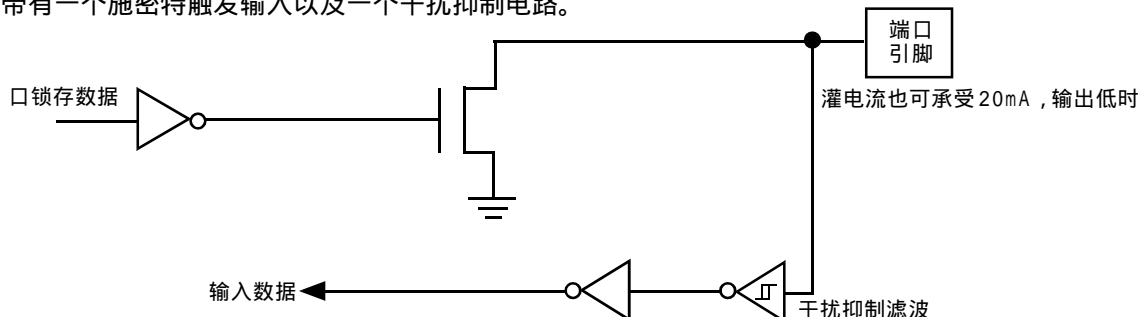 带有一个施密特触发输入以及一个干扰抑制电路。
端口
引脚
口锁存数据
灌电流也可承受20mA ,输出低时
输入数据
干扰抑制滤波